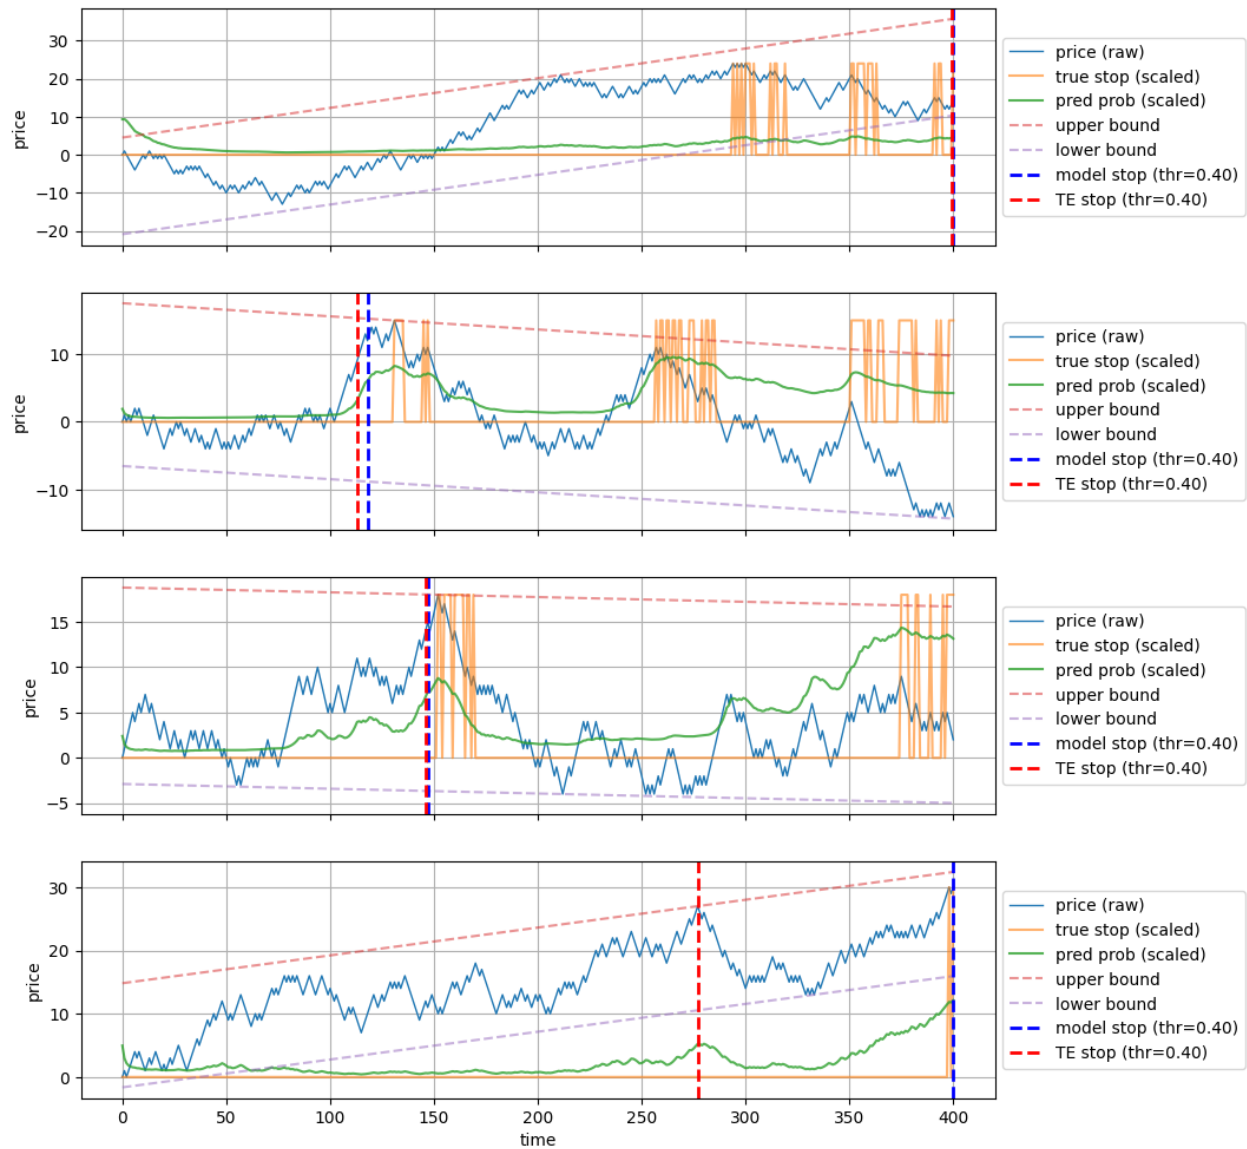 price
30
20
10
0
−10
−20
price (raw)
true stop (scaled)
pred prob (scaled)
upper bound
lower bound
model stop (thr=0.40)
TE stop (thr=0.40)
price
10
0
−10
price (raw)
true stop (scaled)
pred prob (scaled)
upper bound
lower bound
model stop (thr=0.40)
TE stop (thr=0.40)
price
15
10
5
0
−5
price (raw)
true stop (scaled)
pred prob (scaled)
upper bound
lower bound
model stop (thr=0.40)
TE stop (thr=0.40)
price
30
20
10
0
price (raw)
true stop (scaled)
pred prob (scaled)
upper bound
lower bound
model stop (thr=0.40)
TE stop (thr=0.40)
0 50 100 150 200 250 300 350 400
time